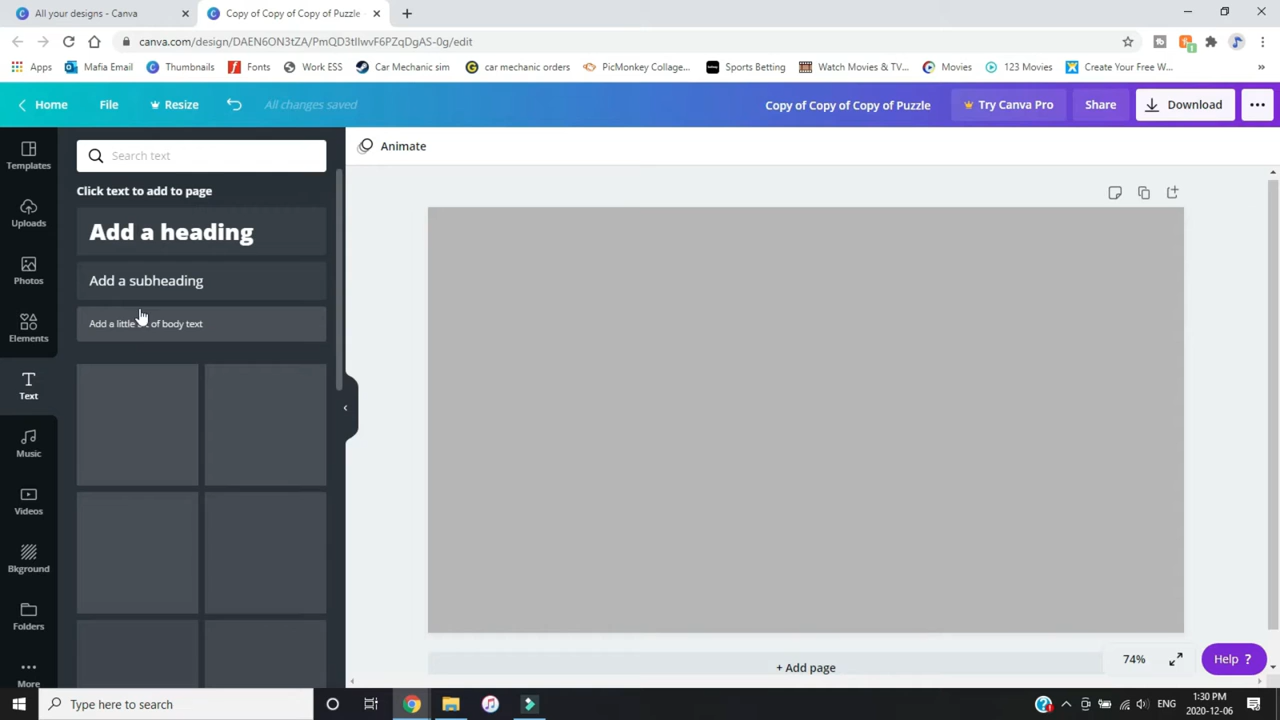 All your designs - Canva
Copy of Copy of Copy of Puzzle
canva.com/design/DAEN6ON3tZA/PmQD3tIIwvF6PZqDgAS-0g/edit
Apps
Mafia Email
Thumbnails
Fonts
Work ESS
Car Mechanic sim
car mechanic orders
PicMonkey Collage...
Sports Betting
Watch Movies & TV...
Movies
123 Movies
Create Your Free W...
»
Home
File
Resize
All changes saved
Copy of Copy of Copy of Puzzle
Try Canva Pro
Share
Download
Templates
Uploads
Photos
Elements
Text
Music
Videos
Bkground
Folders
More
Search text
Click text to add to page
Add a heading
Add a subheading
Add a little of body text
Animate
+ Add page
74%
Help ?
Type here to search
ENG
1:30 PM
2020-12-06